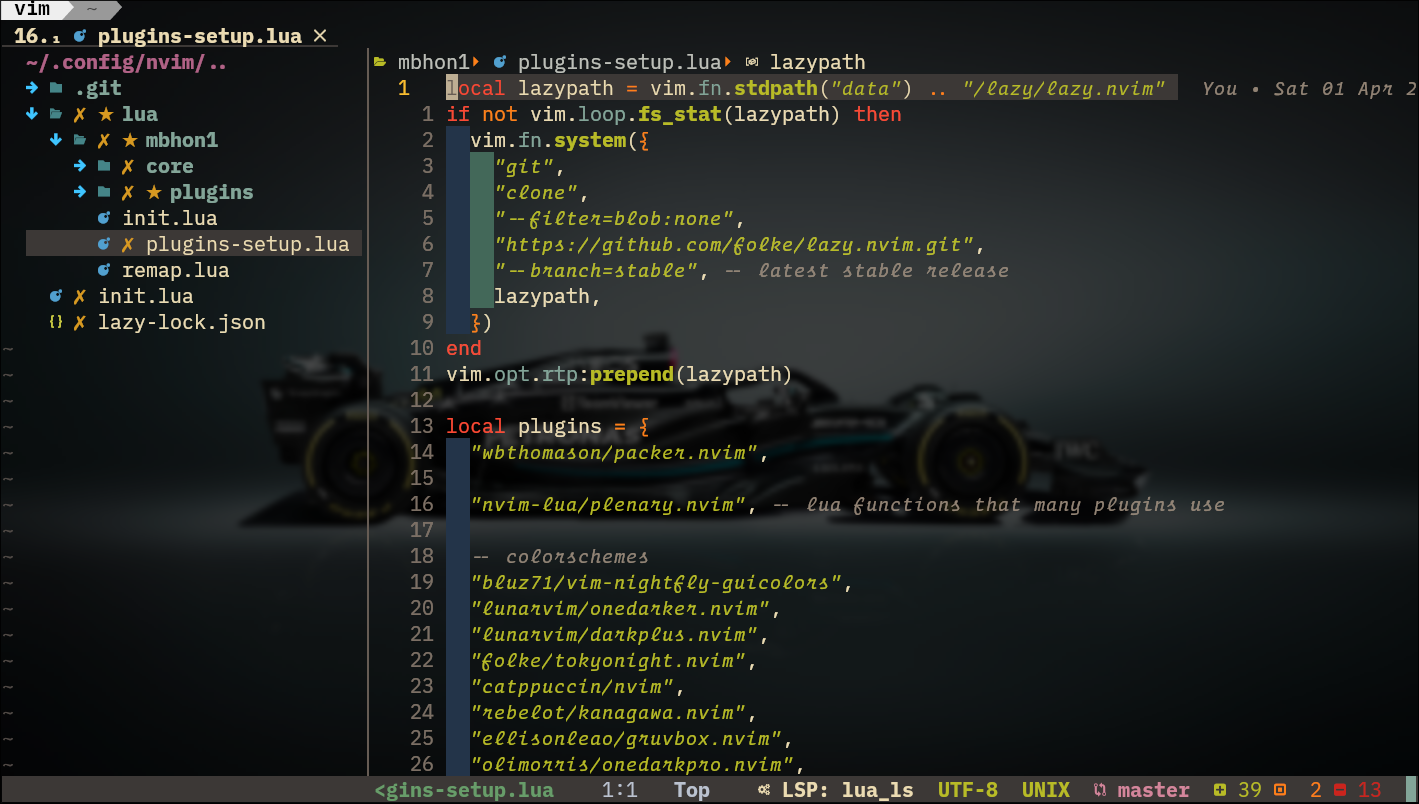 vim ~
16.₁ plugins-setup.lua ×
~/.config/nvim/..
.git
lua
mbhon1
core
plugins
init.lua
plugins-setup.lua
remap.lua
init.lua
{} lazy-lock.json
mbhon1 plugins-setup.lua lazypath
1 local lazypath = vim.fn.stdpath("data") .. "/lazy/lazy.nvim" You • Sat 01 Apr 2
1 if not vim.loop.fs_stat(lazypath) then
2 vim.fn.system({
3 "git",
4 "clone",
5 "--filter=blob:none",
6 "https://github.com/folke/lazy.nvim.git",
7 "--branch=stable", -- latest stable release
8 lazypath,
9 })
10 end
11 vim.opt.rtp:prepend(lazypath)
12
13 local plugins = {
14 "wbthomason/packer.nvim",
15
16 "nvim-lua/plenary.nvim", -- lua functions that many plugins use
17
18 -- colorschemes
19 "bluz71/vim-nightfly-guicolors",
20 "lunarvim/onedarker.nvim",
21 "lunarvim/darkplus.nvim",
22 "folke/tokyonight.nvim",
23 "catppuccin/nvim",
24 "rebelot/kanagawa.nvim",
25 "ellisonleao/gruvbox.nvim",
26 "olimorris/onedarkpro.nvim",
<gins-setup.lua 1:1 Top LSP: lua_ls UTF-8 UNIX master 39 2 13